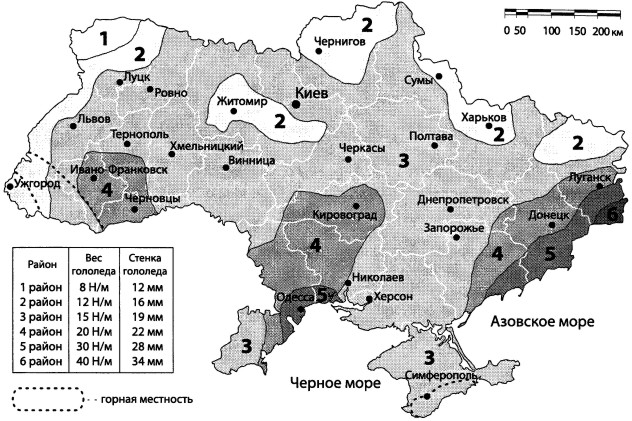 1
2
2
Чернигов
0 50 100 150 200 км
Луцк
Ровно
Сумы
Киев
Житомир
2
Харьков
2
Львов
Тернополь
Хмельницкий
Винница
Черкасы
Полтава
3
2
Ужгород
Ивано-Франковск
4
Черновцы
Луганск
6
Кировоград
Днепропетровск
Донецк
Запорожье
4
4
5
Район Вес гололеда Стенка гололеда
1 район 8 Н/м 12 мм
2 район 12 Н/м 16 мм
3 район 15 Н/м 19 мм
4 район 20 Н/м 22 мм
5 район 30 Н/м 28 мм
6 район 40 Н/м 34 мм
Николаев
Одесса
5
Херсон
Азовское море
3
3
Черное море
Симферополь
горная местность